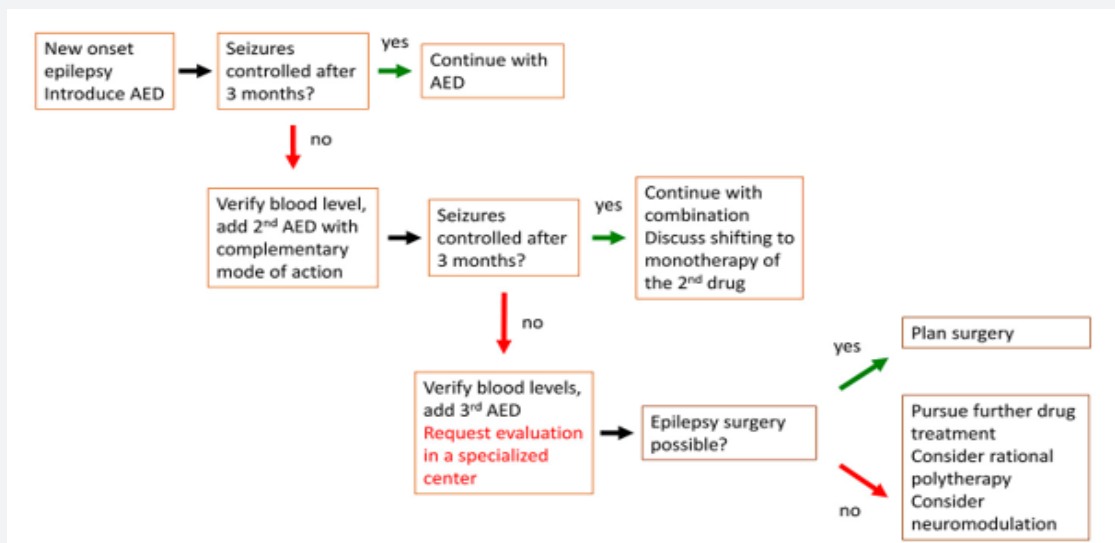 New onset
epilepsy
Introduce AED
Seizures
controlled after
3 months?
yes
Continue with
AED
no
Verify blood level,
add 2nd AED with
complementary
mode of action
Seizures
controlled after
3 months?
yes
Continue with
combination
Discuss shifting to
monotherapy of
the 2nd drug
no
Verify blood levels,
add 3rd AED
Request evaluation
in a specialized
center
Epilepsy surgery
possible?
yes
Plan surgery
no
Pursue further drug
treatment
Consider rational
polytherapy
Consider
neuromodulation